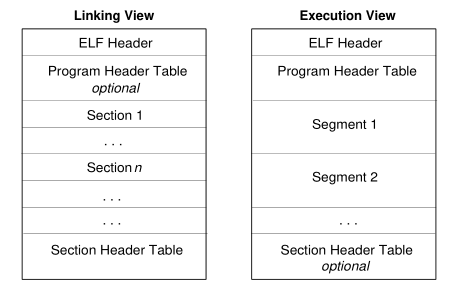 Linking View
ELF Header
Program Header Table
optional
Section 1
. . .
Section n
. . .
. . .
Section Header Table
Execution View
ELF Header
Program Header Table
Segment 1
Segment 2
. . .
Section Header Table
optional